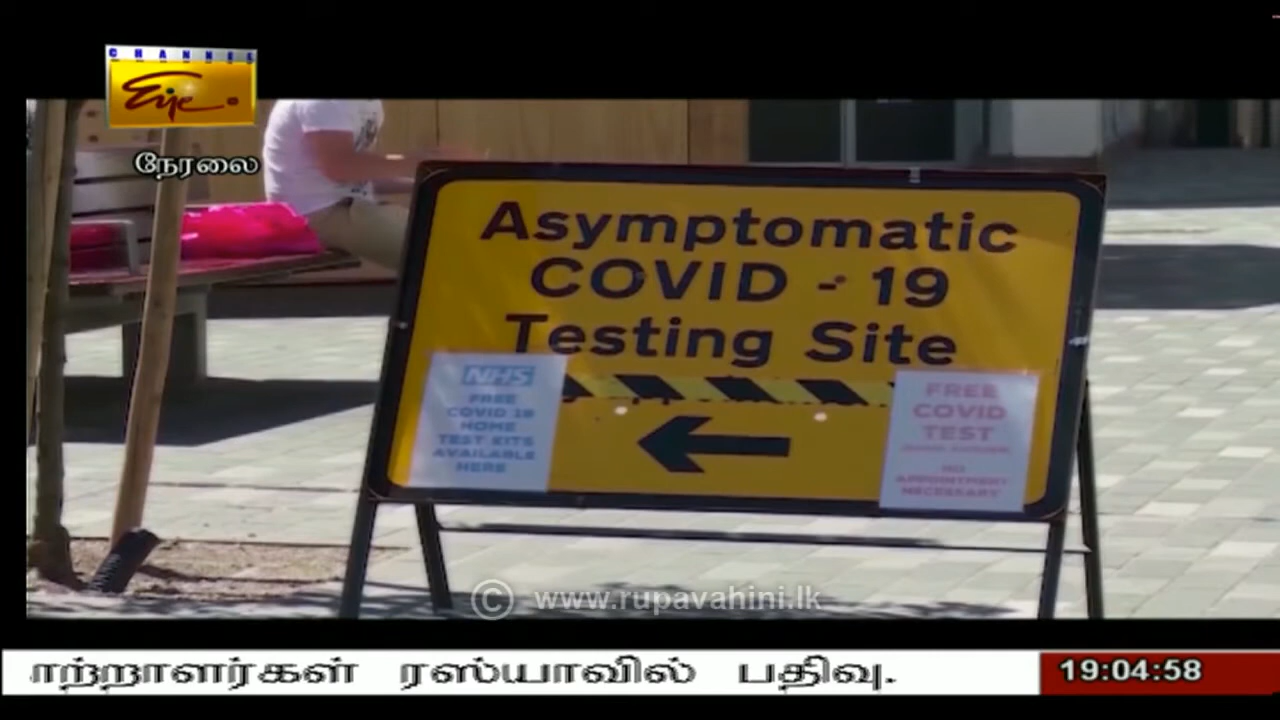 CHANNEL
Eye
நேரலை
Asymptomatic
COVID - 19
Testing Site
NHS
FREE
COVID 19
HOME
TEST KITS
AVAILABLE
HERE
FREE
COVID
TEST
NO
APPOINTMENT
NECESSARY
© www.rupavahini.lk
ாற்றாளர்கள் ரஸ்யாவில் பதிவு.
19:04:58